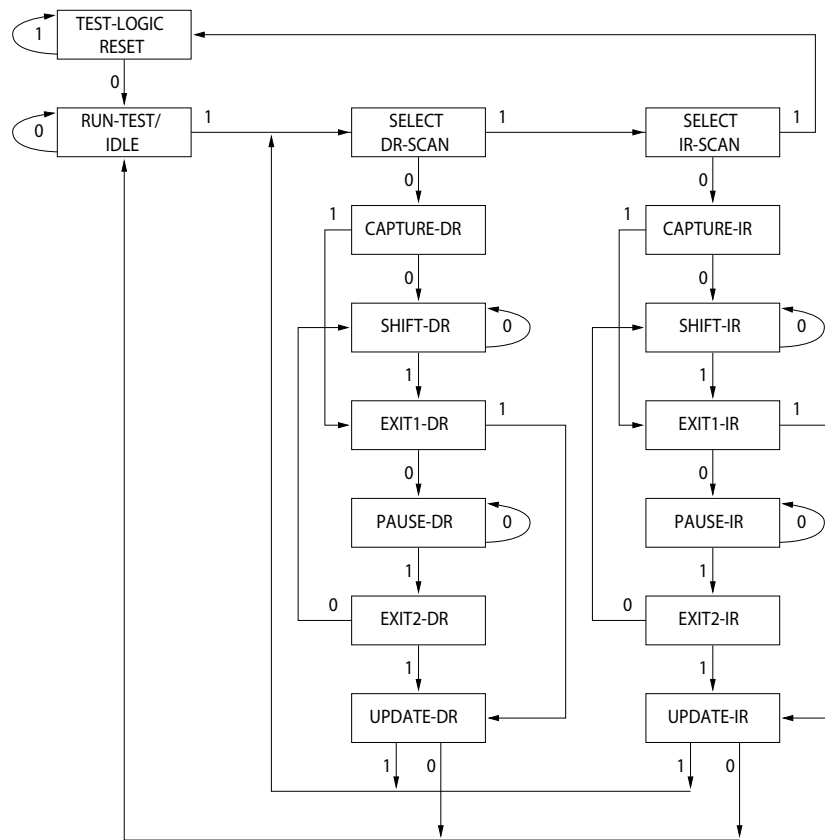 TEST-LOGIC
RESET
1
0
RUN-TEST/
IDLE
0
1
SELECT
DR-SCAN
1
SELECT
IR-SCAN
1
0
0
1
CAPTURE-DR
1
CAPTURE-IR
0
0
SHIFT-DR
0
SHIFT-IR
0
1
1
EXIT1-DR
1
EXIT1-IR
1
0
0
PAUSE-DR
0
PAUSE-IR
0
1
1
0
EXIT2-DR
0
EXIT2-IR
1
1
UPDATE-DR
UPDATE-IR
1
0
1
0